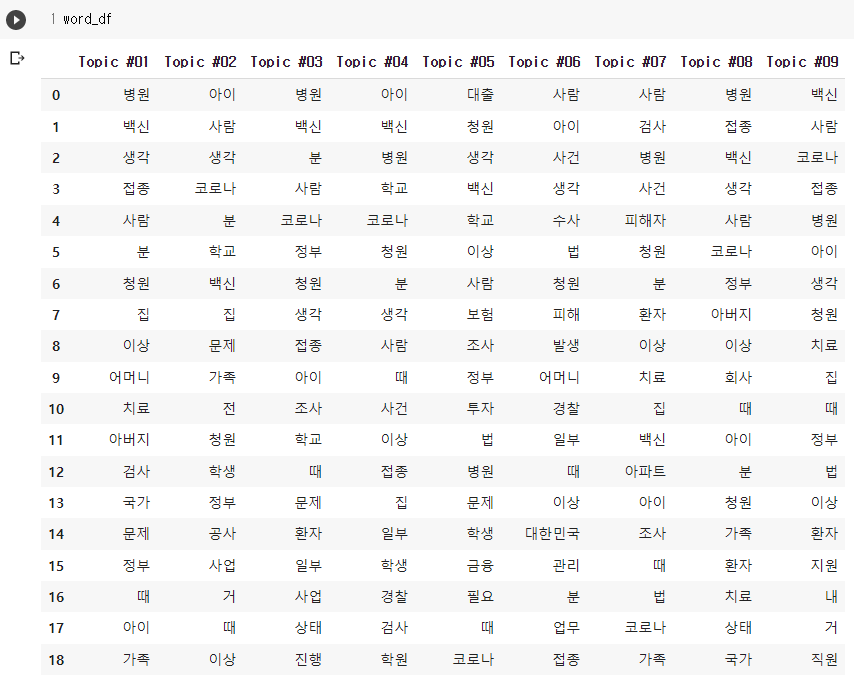 1 word_df
Topic #01 Topic #02 Topic #03 Topic #04 Topic #05 Topic #06 Topic #07 Topic #08 Topic #09
0 병원 아이 병원 아이 대출 사람 사람 병원 백신
1 백신 사람 백신 백신 청원 아이 검사 접종 사람
2 생각 생각 분 병원 생각 사건 병원 백신 코로나
3 접종 코로나 사람 학교 백신 생각 사건 생각 접종
4 사람 분 코로나 코로나 학교 수사 피해자 사람 병원
5 분 학교 정부 청원 이상 법 청원 코로나 아이
6 청원 백신 청원 분 사람 청원 분 정부 생각
7 집 집 생각 생각 보험 피해 환자 아버지 청원
8 이상 문제 접종 사람 조사 발생 이상 이상 치료
9 어머니 가족 아이 때 정부 어머니 치료 회사 집
10 치료 전 조사 사건 투자 경찰 집 때 때
11 아버지 청원 학교 이상 법 일부 백신 아이 정부
12 검사 학생 때 접종 병원 때 아파트 분 법
13 국가 정부 문제 집 문제 이상 아이 청원 이상
14 문제 공사 환자 일부 학생 대한민국 조사 가족 환자
15 정부 사업 일부 학생 금융 관리 때 환자 지원
16 때 거 사업 경찰 필요 분 법 치료 내
17 아이 때 상태 검사 때 업무 코로나 상태 거
18 가족 이상 진행 학원 코로나 접종 가족 국가 직원